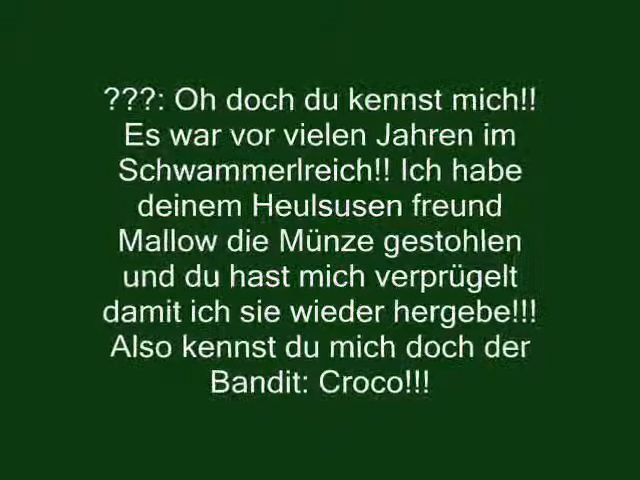 ???: Oh doch du kennst mich!!
Es war vor vielen Jahren im
Schwammerlreich!! Ich habe
deinem Heulsusen freund
Mallow die Münze gestohlen
und du hast mich verprügelt
damit ich sie wieder hergebe!!!
Also kennst du mich doch der
Bandit: Croco!!!